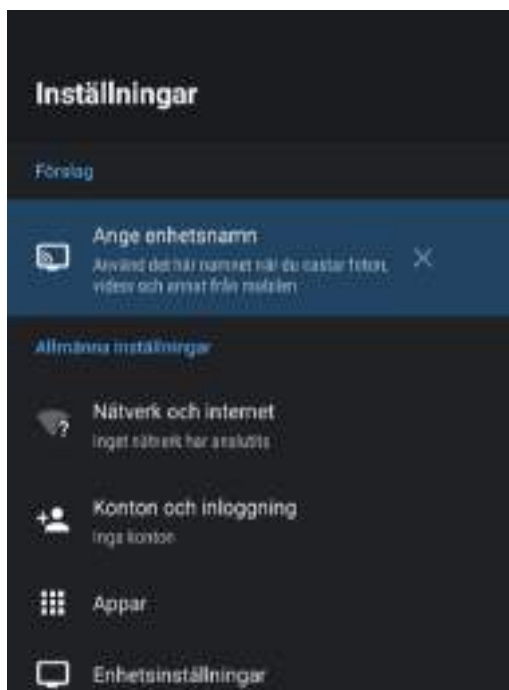 Inställningar
Förslag
Ange enhetsnamn
Använd det här namnet när du castar foton,
videor och annat från mobilen
Allmänna inställningar
Nätverk och internet
Inget nätverk har anslutits
Konton och inloggning
Inga konton
Appar
Enhetsinställningar